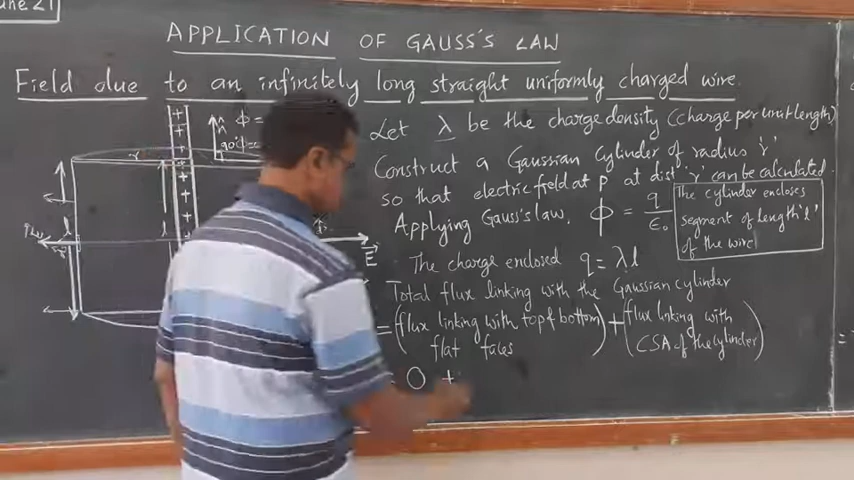 une 21
APPLICATION OF GAUSS'S LAW
Field due to an infinitely long straight uniformly charged wire.
Let λ be the charge density (charge per unit length)
Construct a Gaussian Cylinder of radius 'r'
so that electric field at P at dist 'r' can be calculated.
Applying Gauss's law, ϕ = q/ε₀
The cylinder encloses
segment of length 'l'
of the wire
The charge enclosed q = λl
Total flux linking with the Gaussian cylinder
= (flux linking with top & bottom flat faces) + (flux linking with CSA of the cylinder)
0 +
n̂ ϕ =
90°
r
l
l
E